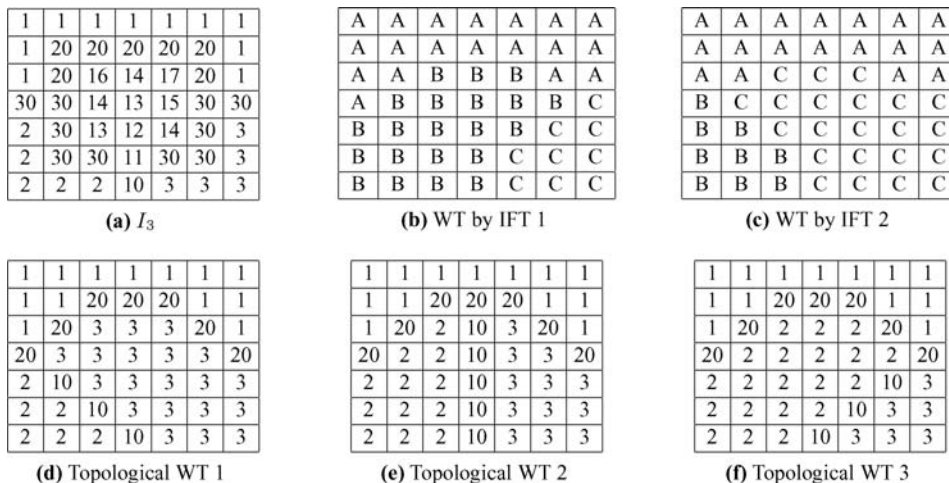 1 1 1 1 1 1 1
1 20 20 20 20 20 1
1 20 16 14 17 20 1
30 30 14 13 15 30 30
2 30 13 12 14 30 3
2 30 30 11 30 30 3
2 2 2 10 3 3 3
(a) I₃
A A A A A A A
A A A A A A A
A A B B B A A
A B B B B B C
B B B B B C C
B B B B C C C
B B B B C C C
(b) WT by IFT 1
A A A A A A A
A A A A A A A
A A C C C A A
B C C C C C C
B B C C C C C
B B B C C C C
B B B C C C C
(c) WT by IFT 2
1 1 1 1 1 1 1
1 1 20 20 20 1 1
1 20 3 3 3 20 1
20 3 3 3 3 3 20
2 10 3 3 3 3 3
2 2 10 3 3 3 3
2 2 2 10 3 3 3
(d) Topological WT 1
1 1 1 1 1 1 1
1 1 20 20 20 1 1
1 20 2 10 3 20 1
20 2 2 10 3 3 20
2 2 2 10 3 3 3
2 2 2 10 3 3 3
2 2 2 10 3 3 3
(e) Topological WT 2
1 1 1 1 1 1 1
1 1 20 20 20 1 1
1 20 2 2 2 20 1
20 2 2 2 2 2 20
2 2 2 2 2 10 3
2 2 2 2 10 3 3
2 2 2 10 3 3 3
(f) Topological WT 3